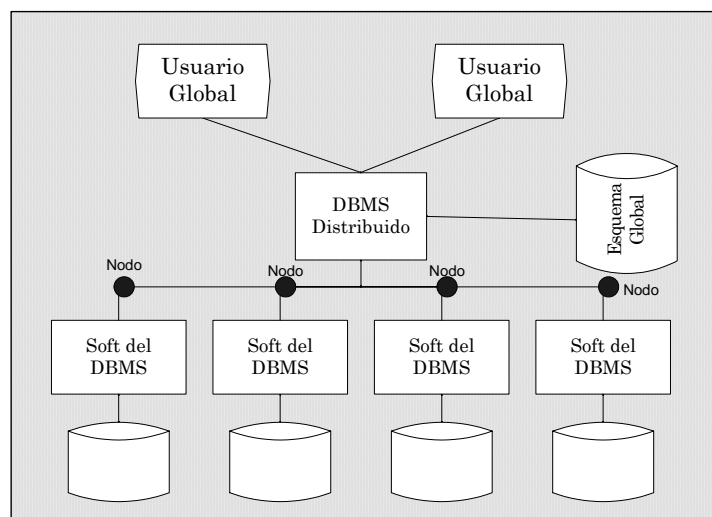 Usuario
Global
Usuario
Global
DBMS
Distribuido
Esquema
Global
Nodo
Nodo
Nodo
Nodo
Soft del
DBMS
Soft del
DBMS
Soft del
DBMS
Soft del
DBMS